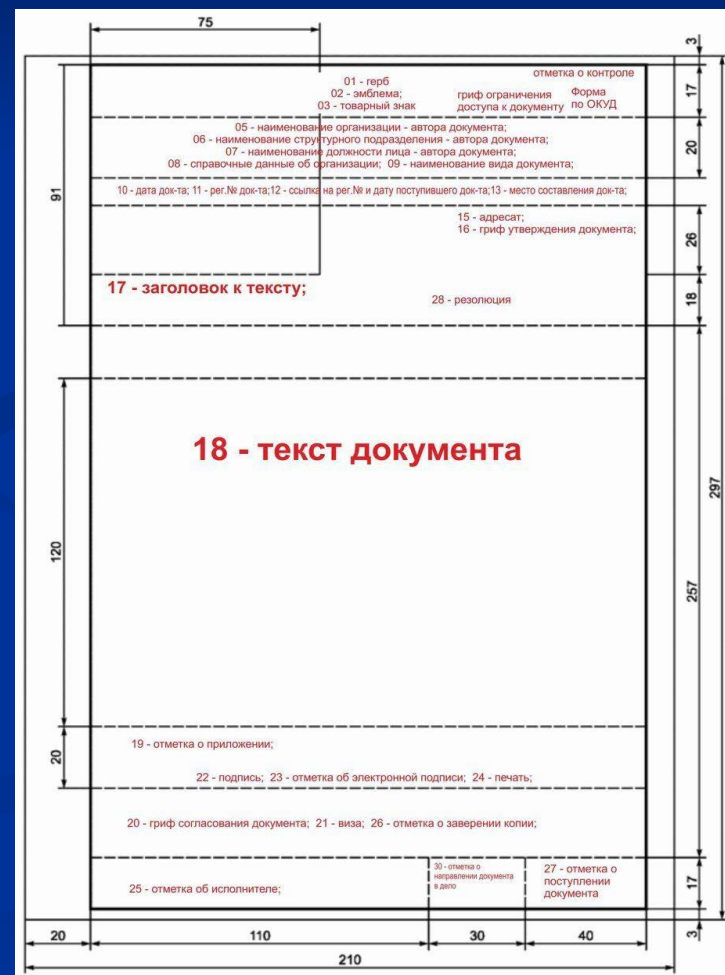 75
3
отметка о контроле
01 - герб
02 - эмблема;
03 - товарный знак
гриф ограничения
доступа к документу
Форма
по ОКУД
17
05 - наименование организации - автора документа;
06 - наименование структурного подразделения - автора документа;
07 - наименование должности лица - автора документа;
08 - справочные данные об организации; 09 - наименование вида документа;
20
91
10 - дата док-та; 11 - рег.№ док-та;12 - ссылка на рег.№ и дату поступившего док-та;13 - место составления док-та;
15 - адресат;
16 - гриф утверждения документа;
26
17 - заголовок к тексту;
28 - резолюция
18
18 - текст документа
297
120
257
19 - отметка о приложении;
20
22 - подпись; 23 - отметка об электронной подписи; 24 - печать;
20 - гриф согласования документа; 21 - виза; 26 - отметка о заверении копии;
25 - отметка об исполнителе;
30 - отметка о
направлении документа
в дело
27 - отметка о
поступлении
документа
17
20
110
30
40
3
210